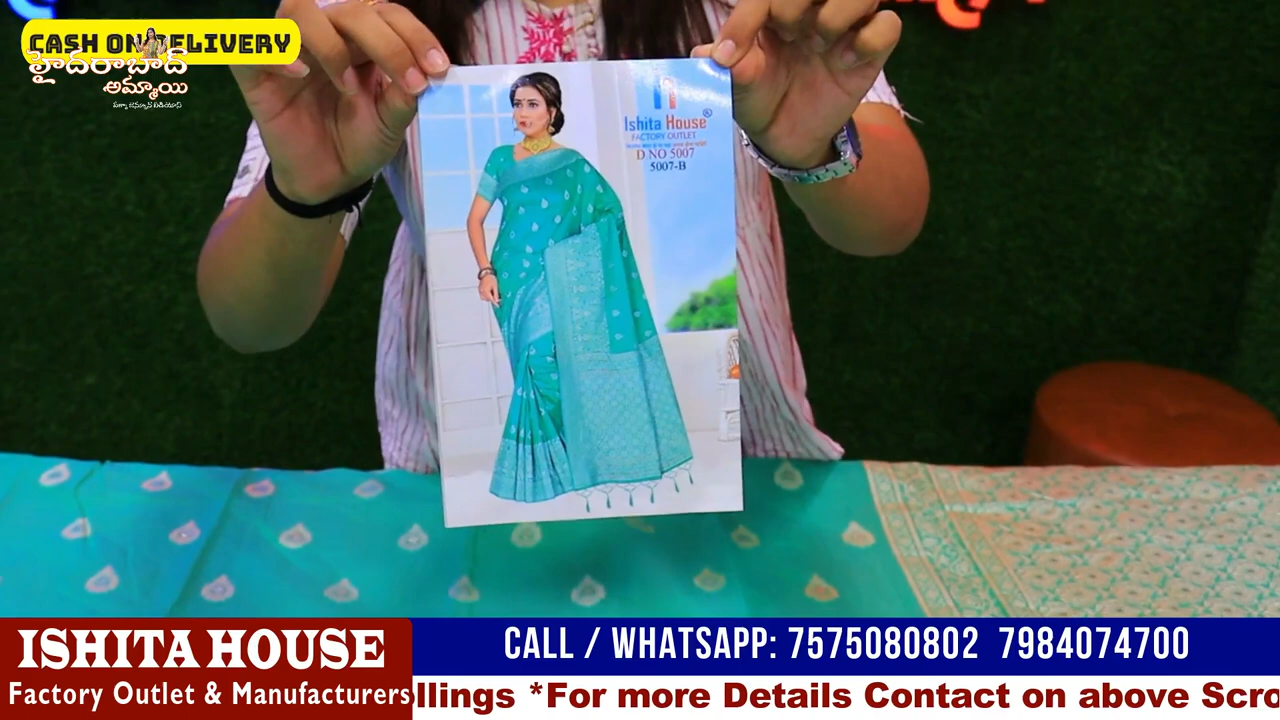 CASH ON DELIVERY
హైదరాబాద్
అమ్మాయి
Ishita House
FACTORY OUTLET
D NO 5007
5007-B
ISHITA HOUSE
Factory Outlet & Manufacturers
CALL / WHATSAPP: 7575080802 7984074700
llings *For more Details Contact on above Scro